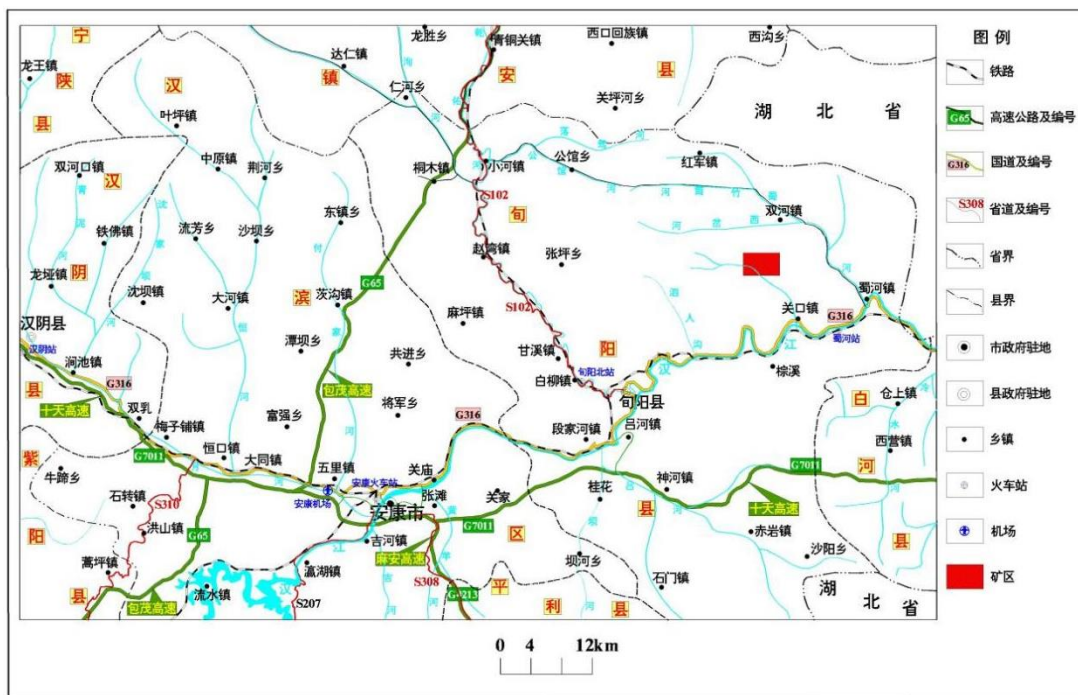 宁
陕
县
龙王镇
汉
镇
达仁镇
龙胜乡
青铜关镇
安
西口回族镇
县
西沟乡
仁河乡
关坪河乡
湖
北
省
叶坪镇
中原镇
荆河乡
双河口镇
汉
桐木镇
小河镇
公馆乡
红军镇
S102
旬
双河镇
铁佛镇
流芳乡
沙坝乡
东镇乡
赵湾镇
张坪乡
龙垭镇
阴
沈坝镇
大河镇
滨
茨沟镇
G65
S102
关口镇
G316
蜀河镇
蜀河站
麻坪镇
汉阴县
汉阴站
涧池镇
潭坝乡
共进乡
甘溪镇
阳
旬阳北站
白柳镇
棕溪
汉
江
G316
县
十天高速
包茂高速
旬阳县
白
仓上镇
双乳
梅子铺镇
富强乡
将军乡
G316
段家河镇
吕河镇
西营镇
G7011
恒口镇
大同镇
五里镇
安康火车站
关庙
紫
牛蹄乡
安康机场
安康市
张滩
关家
桂花
神河镇
G7011
河
石转镇
S310
G65
G7011
十天高速
县
阳
洪山镇
吉河镇
麻安高速
区
赤岩镇
沙阳乡
县
蒿坪镇
瀛湖镇
江
汉
S308
坝河乡
石门镇
县
包茂高速
流水镇
S207
G4213
平
利
县
湖
北
省
0 4 12km
图 例
铁路
G65 高速公路及编号
G316 国道及编号
S308 省道及编号
省界
县界
市政府驻地
县政府驻地
乡镇
火车站
机场
矿区